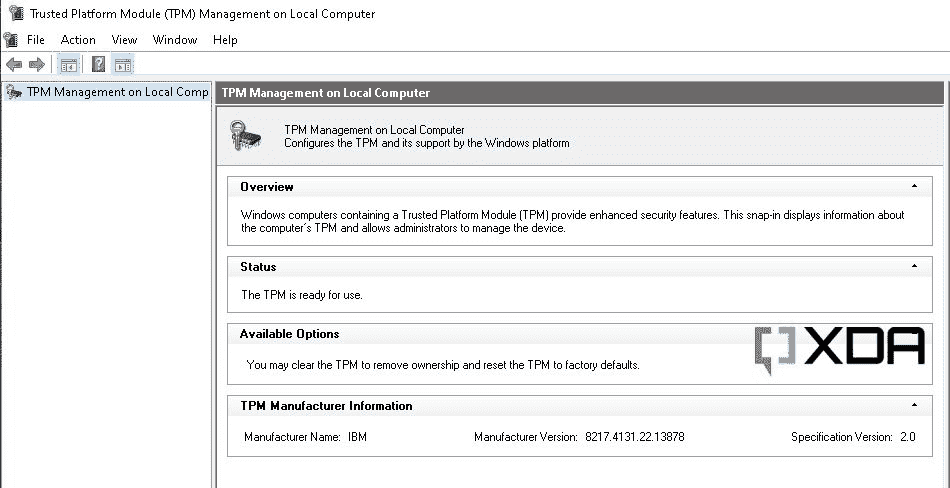 Trusted Platform Module (TPM) Management on Local Computer
File Action View Window Help
TPM Management on Local Comp
TPM Management on Local Computer
TPM Management on Local Computer
Configures the TPM and its support by the Windows platform
Overview
Windows computers containing a Trusted Platform Module (TPM) provide enhanced security features. This snap-in displays information about
the computer's TPM and allows administrators to manage the device.
Status
The TPM is ready for use.
Available Options
XDA
You may clear the TPM to remove ownership and reset the TPM to factory defaults.
TPM Manufacturer Information
Manufacturer Name: IBM Manufacturer Version: 8217.4131.22.13878 Specification Version: 2.0